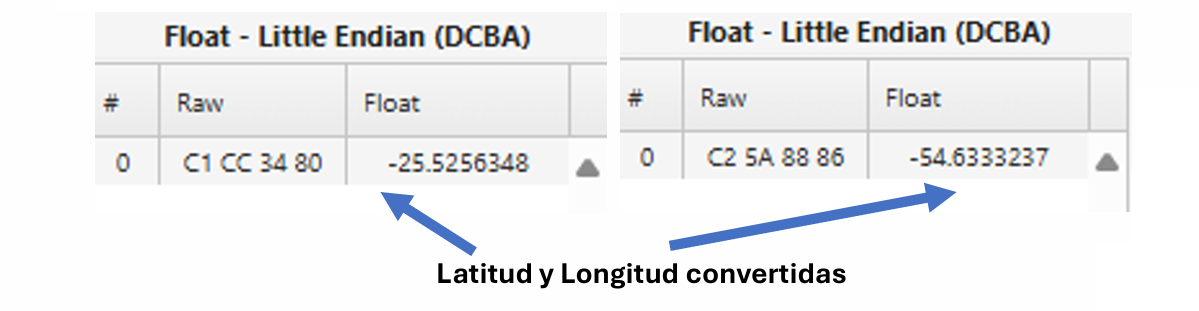 Float - Little Endian (DCBA)
# Raw Float
0 C1 CC 34 80 -25.5256348
Float - Little Endian (DCBA)
# Raw Float
0 C2 5A 88 86 -54.6333237
Latitud y Longitud convertidas